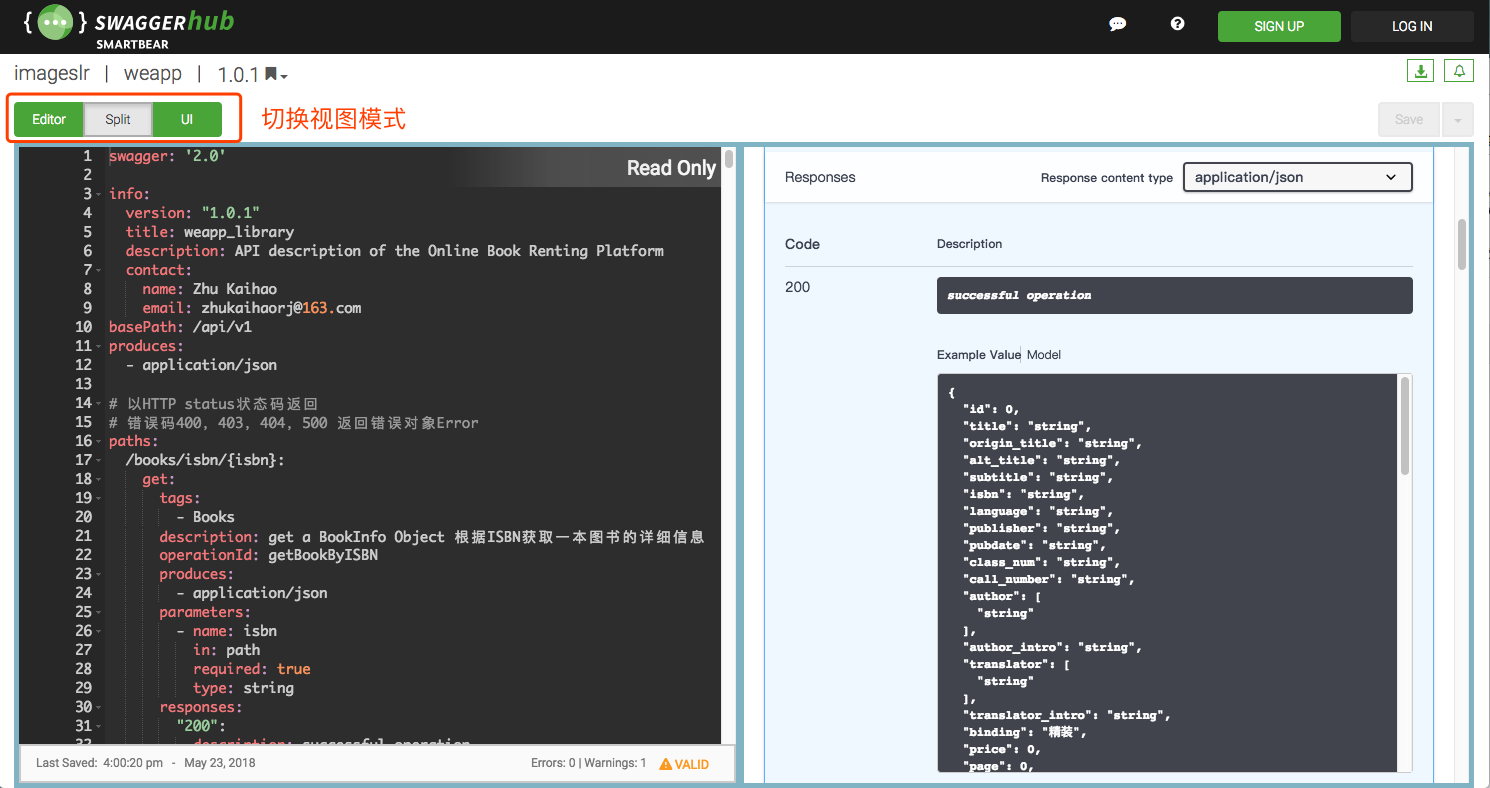 {···} SWAGGERhub
SMARTBEAR
SIGN UP
LOG IN
imageslr | weapp | 1.0.1
Editor Split UI
切换视图模式
Save
Read Only
1 swagger: '2.0'
2
3 info:
4 version: "1.0.1"
5 title: weapp_library
6 description: API description of the Online Book Renting Platform
7 contact:
8 name: Zhu Kaihao
9 email: zhukaihaorj@163.com
10 basePath: /api/v1
11 produces:
12 - application/json
13
14 # 以HTTP status状态码返回
15 # 错误码400, 403, 404, 500 返回错误对象Error
16 paths:
17 /books/isbn/{isbn}:
18 get:
19 tags:
20 - Books
21 description: get a BookInfo Object 根据ISBN获取一本图书的详细信息
22 operationId: getBookByISBN
23 produces:
24 - application/json
25 parameters:
26 - name: isbn
27 in: path
28 required: true
29 type: string
30 responses:
31 "200":
32 description: successful operation
Last Saved: 4:00:20 pm - May 23, 2018
Errors: 0 | Warnings: 1 VALID
Responses
Response content type application/json
Code Description
200
successful operation
Example Value Model
{
"id": 0,
"title": "string",
"origin_title": "string",
"alt_title": "string",
"subtitle": "string",
"isbn": "string",
"language": "string",
"publisher": "string",
"pubdate": "string",
"class_num": "string",
"call_number": "string",
"author": [
"string"
],
"author_intro": "string",
"translator": [
"string"
],
"translator_intro": "string",
"binding": "精装",
"price": 0,
"page": 0,